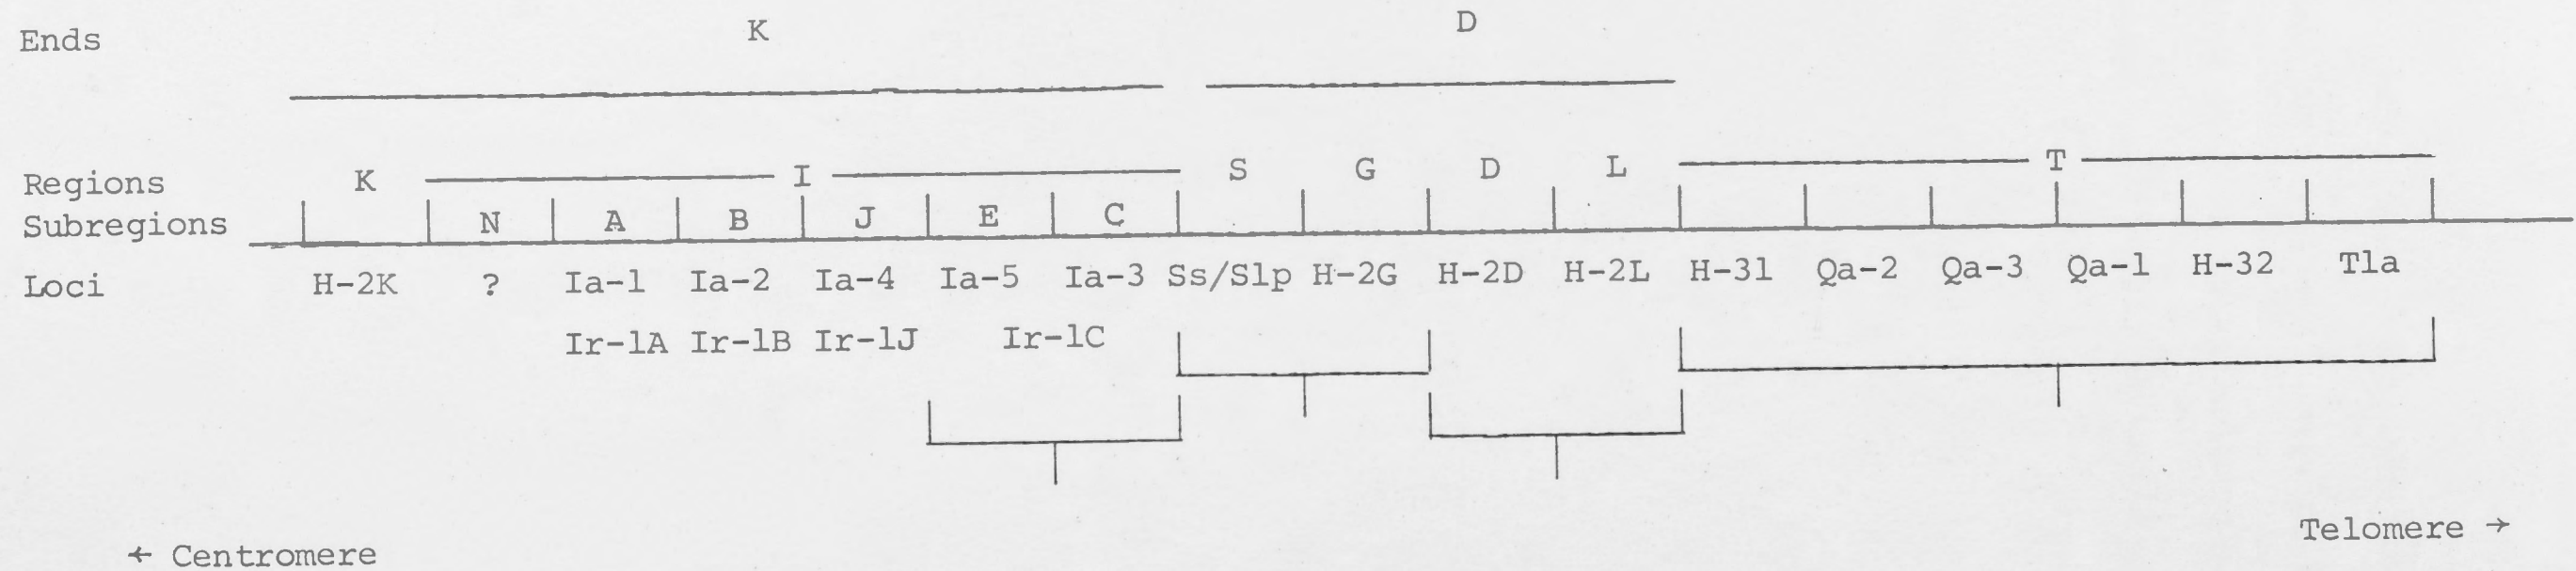 Ends K D
Regions K I S G D L T
Subregions N A B J E C
Loci H-2K ? Ia-1 Ia-2 Ia-4 Ia-5 Ia-3 Ss/Slp H-2G H-2D H-2L H-31 Qa-2 Qa-3 Qa-1 H-32 Tla
Ir-1A Ir-1B Ir-1J Ir-1C
← Centromere Telomere →